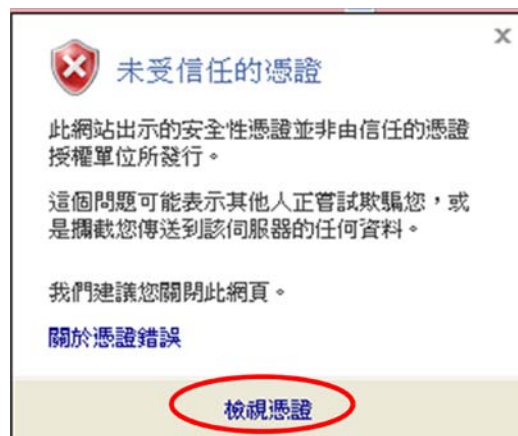 未受信任的憑證
此網站出示的安全性憑證並非由信任的憑證
授權單位所發行。
這個問題可能表示其他人正嘗試欺騙您，或
是攔截您傳送到該伺服器的任何資料。
我們建議您關閉此網頁。
關於憑證錯誤
檢視憑證